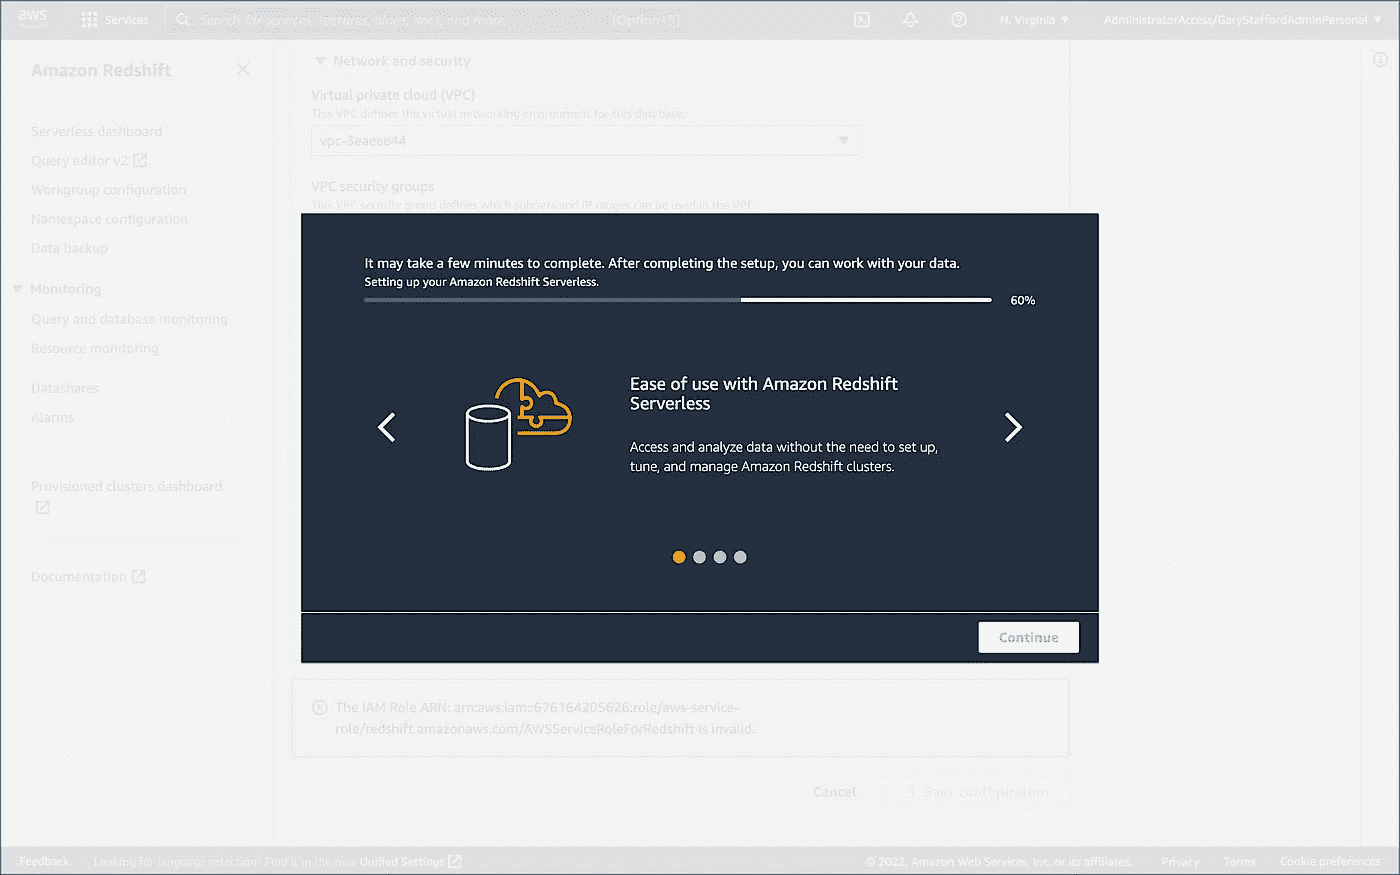 aws
Services
Search for services, features, blogs, docs, and more
[Option+S]
N. Virginia
AdministratorAccess/GaryStaffordAdminPersonal
Amazon Redshift
Serverless dashboard
Query editor v2
Workgroup configuration
Namespace configuration
Data backup
Monitoring
Query and database monitoring
Resource monitoring
Datashares
Alarms
Provisioned clusters dashboard
Documentation
Network and security
Virtual private cloud (VPC)
This VPC defines the virtual networking environment for this database.
vpc-3eaeee44
VPC security groups
This VPC security group defines which subnets and IP ranges can be used in the VPC.
It may take a few minutes to complete. After completing the setup, you can work with your data.
Setting up your Amazon Redshift Serverless.
60%
Ease of use with Amazon Redshift
Serverless
Access and analyze data without the need to set up,
tune, and manage Amazon Redshift clusters.
Continue
The IAM Role ARN: arn:aws:iam::676164205626:role/aws-service-
role/redshift.amazonaws.com/AWSServiceRoleForRedshift is invalid.
Cancel
Save configuration
Feedback
Looking for language selection? Find it in the new Unified Settings
© 2022, Amazon Web Services, Inc. or its affiliates.
Privacy
Terms
Cookie preferences